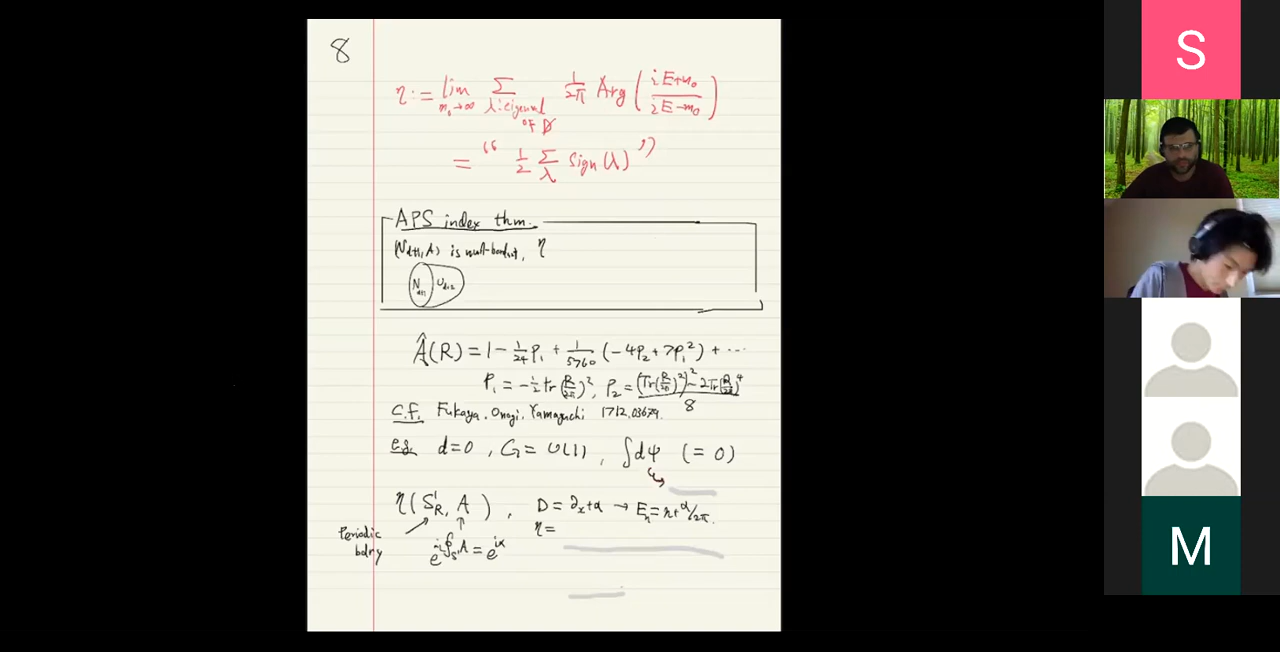 8
η := lim_{m₀→∞} Σ_{λ: eigenval of D̸} 1/2π Arg ( iE+m₀ / iE-m₀ )
= “ 1/2 Σ_λ sign(λ) ”
APS index thm.
(N_{d+1}, A) is null-bordant, η
N_{d+1} U_{d+2}
Â(R) = 1 - 1/24 p₁ + 1/5760 (-4p₂ + 7p₁²) + ⋯
P₁ = -1/2 tr (R/2π)², P₂ = (Tr(R/2π)²)² - 2Tr(R/2π)⁴ / 8
c.f. Fukaya, Onogi, Yamaguchi 1712.03679.
e.g. d=0, G = U(1), ∫dψ (= 0)
η( S¹_R, A ), D = ∂ₓ+α → E_n = n+α/2π.
η =
Periodic
bdry
e^{i∮_{S¹}A} = e^{iα}
S
M